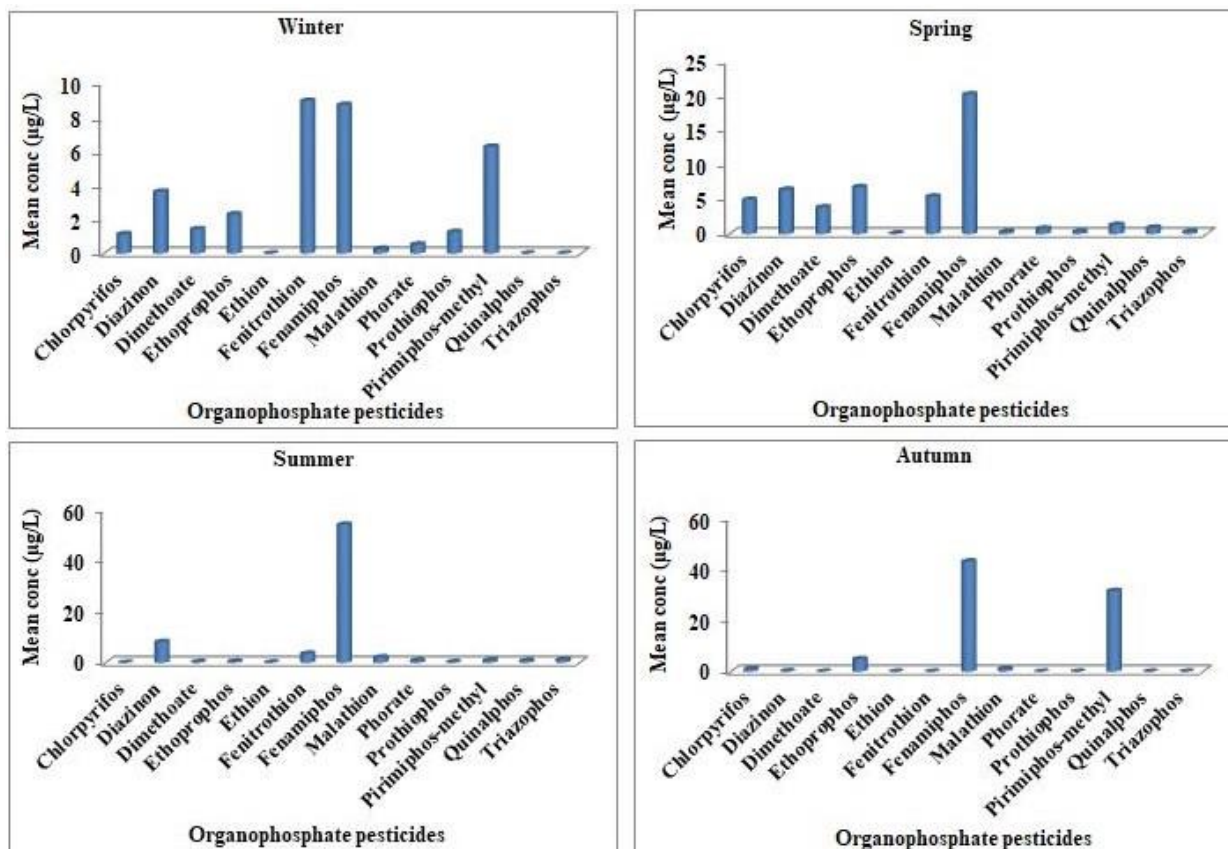 Winter
Mean conc (µg/L)
10
8
6
4
2
0
Chlorpyrifos
Diazinon
Dimethoate
Ethoprophos
Ethion
Fenitrothion
Fenamiphos
Malathion
Phorate
Prothiophos
Pirimiphos-methyl
Quinalphos
Triazophos
Organophosphate pesticides
Spring
Mean conc (µg/L)
25
20
15
10
5
0
Chlorpyrifos
Diazinon
Dimethoate
Ethoprophos
Ethion
Fenitrothion
Fenamiphos
Malathion
Phorate
Prothiophos
Pirimiphos-methyl
Quinalphos
Triazophos
Organophosphate pesticides
Summer
Mean conc (µg/L)
60
40
20
0
Chlorpyrifos
Diazinon
Dimethoate
Ethoprophos
Ethion
Fenitrothion
Fenamiphos
Malathion
Phorate
Prothiophos
Pirimiphos-methyl
Quinalphos
Triazophos
Organophosphate pesticides
Autumn
Mean conc (µg/L)
60
40
20
0
Chlorpyrifos
Diazinon
Dimethoate
Ethoprophos
Ethion
Fenitrothion
Fenamiphos
Malathion
Phorate
Prothiophos
Pirimiphos-methyl
Quinalphos
Triazophos
Organophosphate pesticides